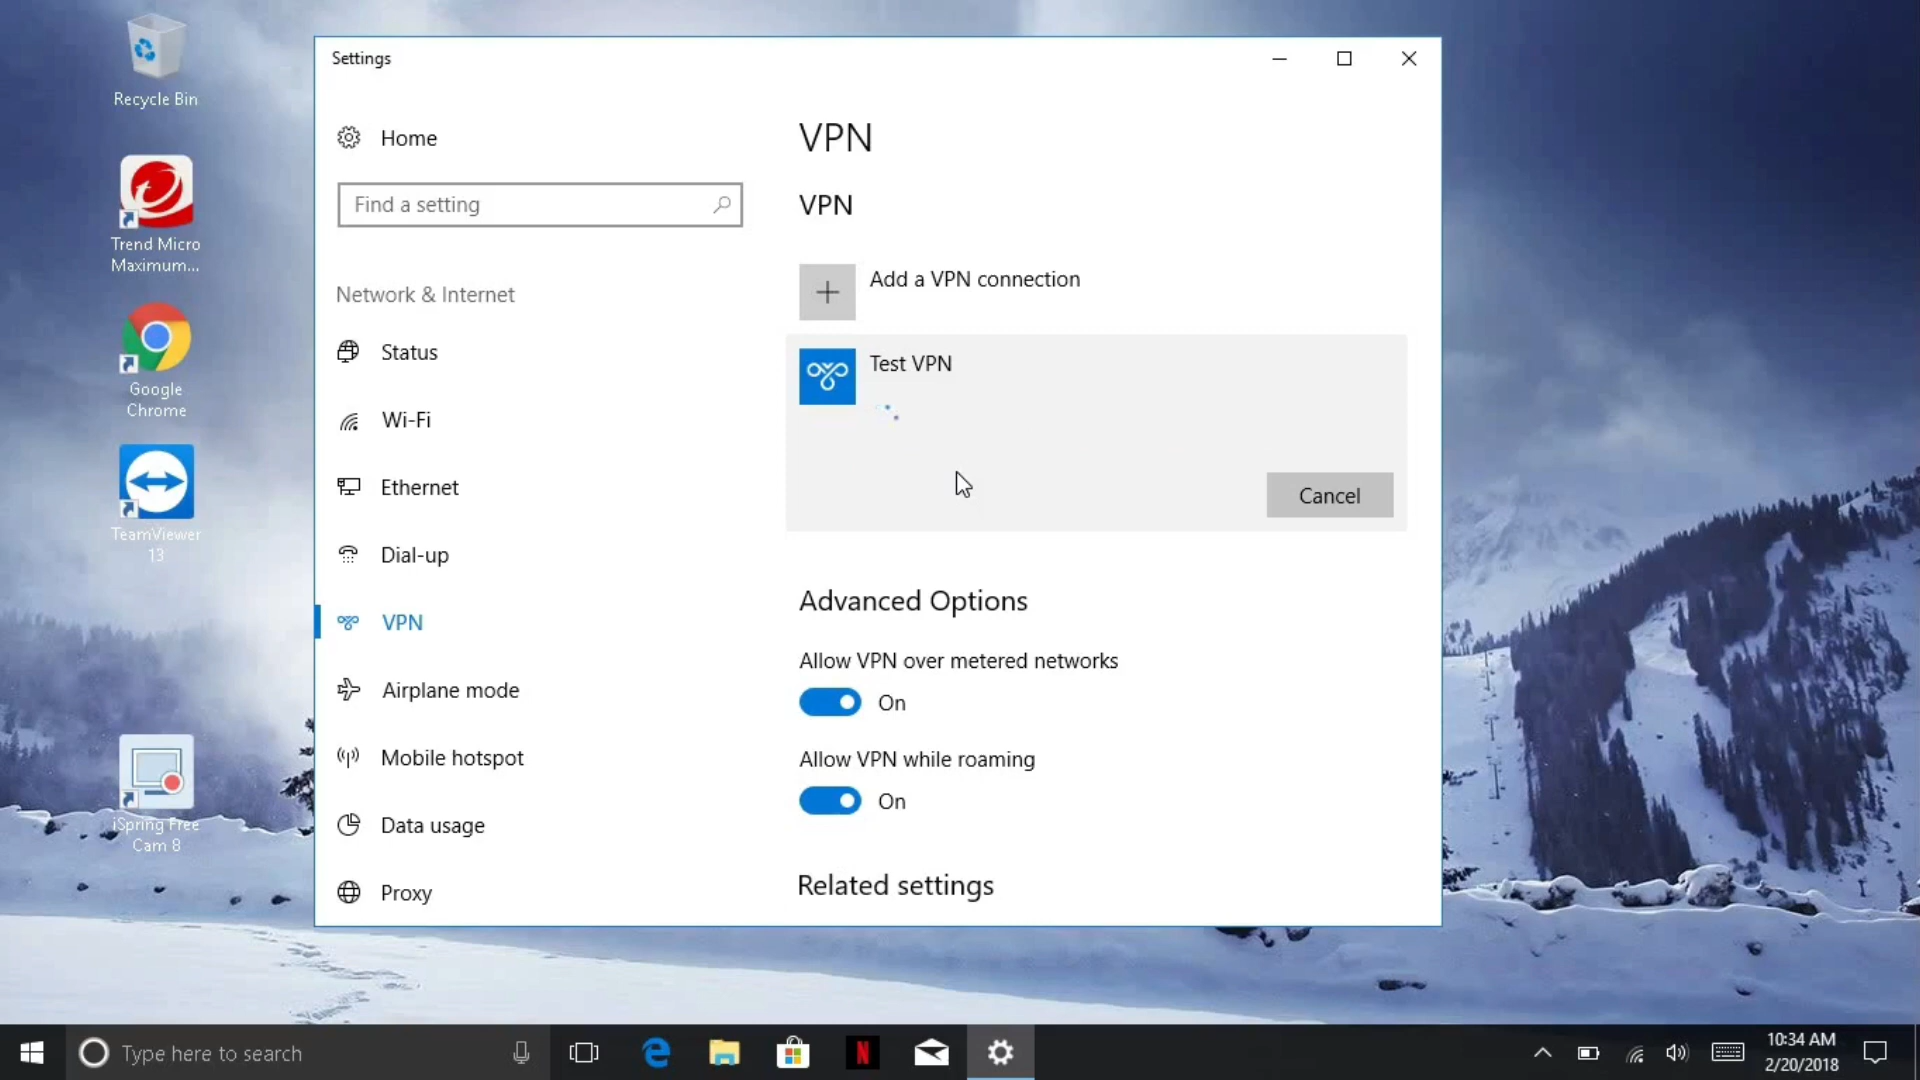 Recycle Bin
Trend Micro
Maximum...
Google
Chrome
TeamViewer
13
iSpring Free
Cam 8
Settings
Home
Find a setting
Network & Internet
Status
Wi-Fi
Ethernet
Dial-up
VPN
Airplane mode
Mobile hotspot
Data usage
Proxy
VPN
VPN
Add a VPN connection
Test VPN
Cancel
Advanced Options
Allow VPN over metered networks
On
Allow VPN while roaming
On
Related settings
Type here to search
N
10:34 AM
2/20/2018